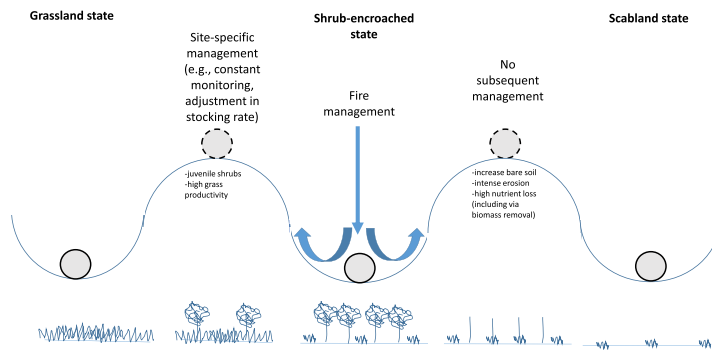 Grassland state
Site-specific
management
(e.g., constant
monitoring,
adjustment in
stocking rate)
-juvenile shrubs
-high grass
productivity
Shrub-encroached
state
Fire
management
No
subsequent
management
-increase bare soil
-intense erosion
-high nutrient loss
(including via
biomass removal)
Scabland state